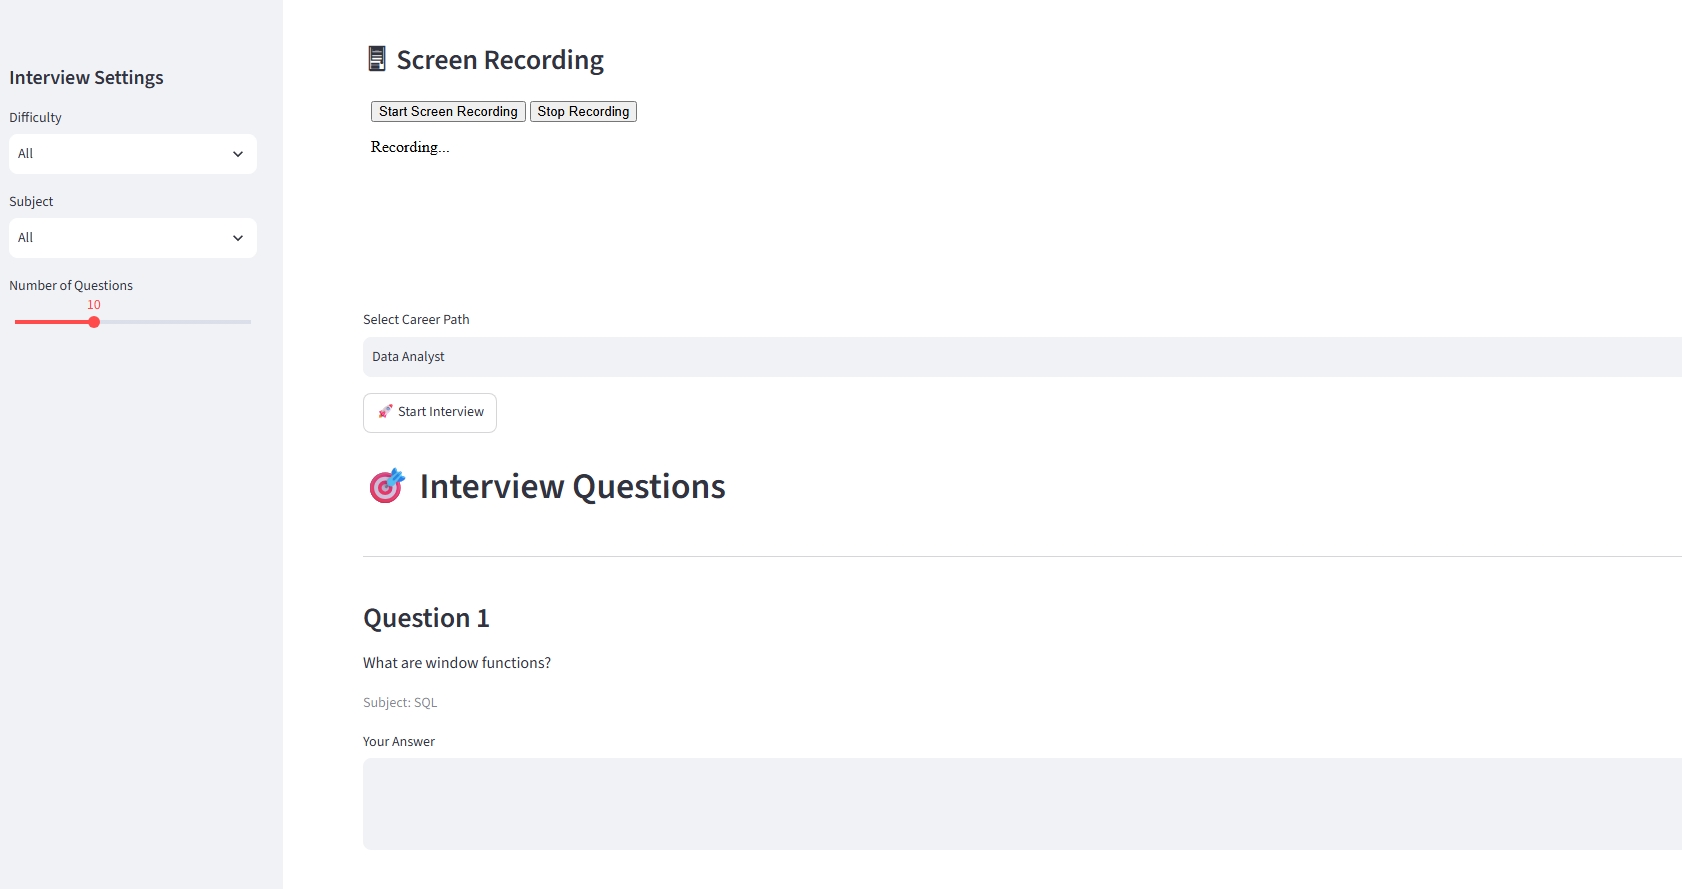 Interview Settings
Difficulty
All
Subject
All
Number of Questions
10
Screen Recording
Start Screen Recording
Stop Recording
Recording...
Select Career Path
Data Analyst
Start Interview
Interview Questions
Question 1
What are window functions?
Subject: SQL
Your Answer